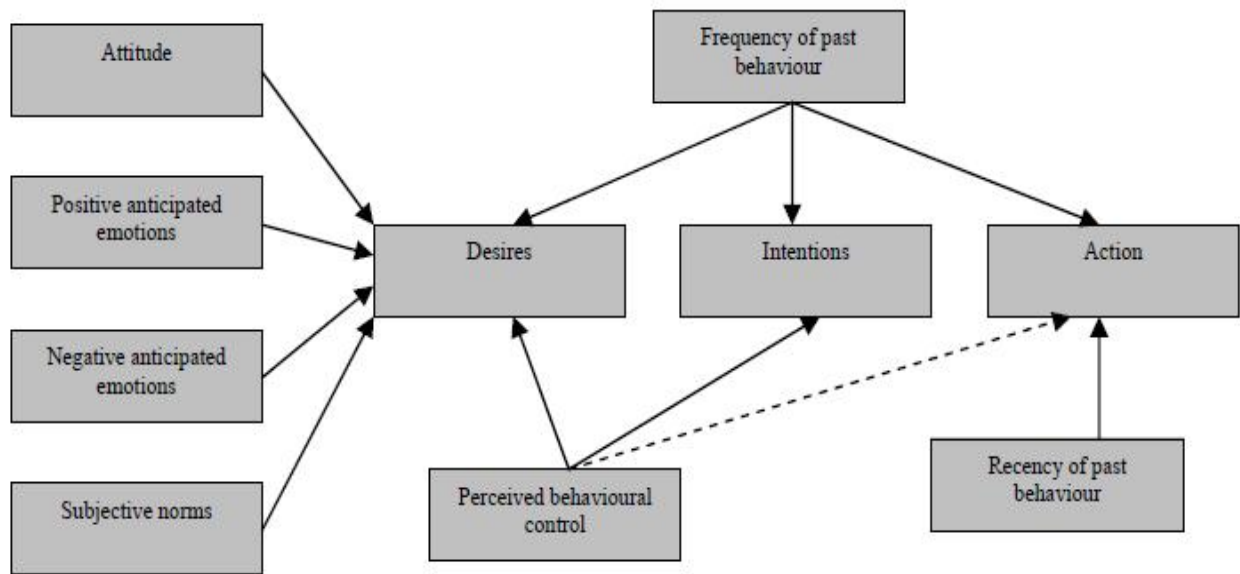 Attitude
Frequency of past
behaviour
Positive anticipated
emotions
Desires
Intentions
Action
Negative anticipated
emotions
Subjective norms
Perceived behavioural
control
Recency of past
behaviour